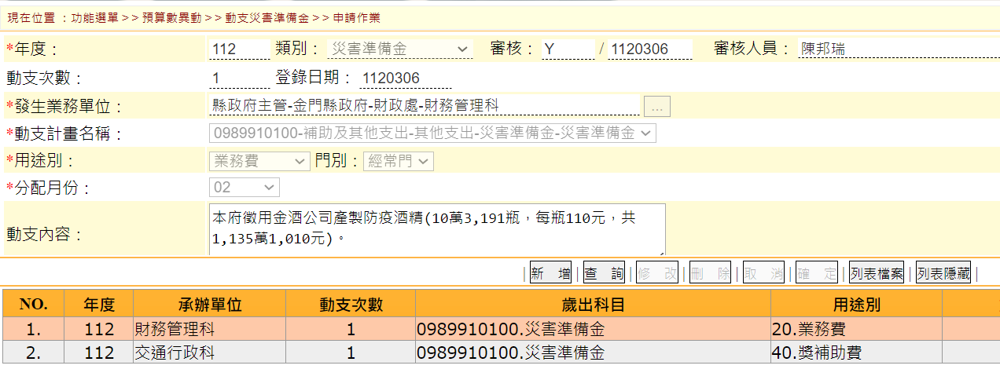 現在位置 ：功能選單>>預算數異動>>動支災害準備金>>申請作業
*年度： 112 類別： 災害準備金 審核： Y / 1120306 審核人員： 陳邦瑞
動支次數： 1 登錄日期： 1120306
*發生業務單位： 縣政府主管-金門縣政府-財政處-財務管理科 ...
*動支計畫名稱： 0989910100-補助及其他支出-其他支出-災害準備金-災害準備金
*用途別： 業務費 門別： 經常門
*分配月份： 02
動支內容： 本府徵用金酒公司產製防疫酒精(10萬3,191瓶，每瓶110元，共
1,135萬1,010元)。
新 增 查 詢 修 改 刪 除 取 消 確 定 列表檔案 列表隱藏
NO. 年度 承辦單位 動支次數 歲出科目 用途別
1. 112 財務管理科 1 0989910100.災害準備金 20.業務費
2. 112 交通行政科 1 0989910100.災害準備金 40.獎補助費